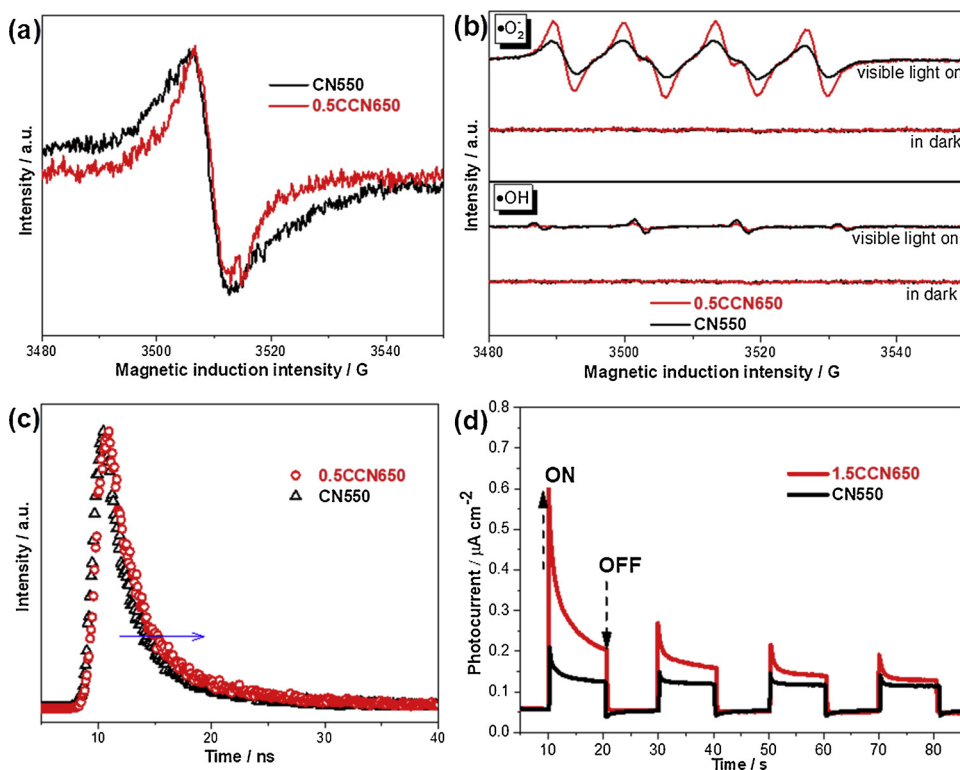 (a)
CN550
0.5CCN650
Intensity / a.u.
3480
3500
3520
3540
Magnetic induction intensity / G
(b)
•O₂⁻
visible light on
in dark
•OH
visible light on
in dark
0.5CCN650
CN550
Intensity / a.u.
3480
3500
3520
3540
Magnetic induction intensity / G
(c)
0.5CCN650
CN550
Intensity / a.u.
10
20
30
40
Time / ns
(d)
1.5CCN650
CN550
ON
OFF
Photocurrent / μA cm⁻²
0.8
0.7
0.6
0.5
0.4
0.3
0.2
0.1
0.0
10
20
30
40
50
60
70
80
Time / s